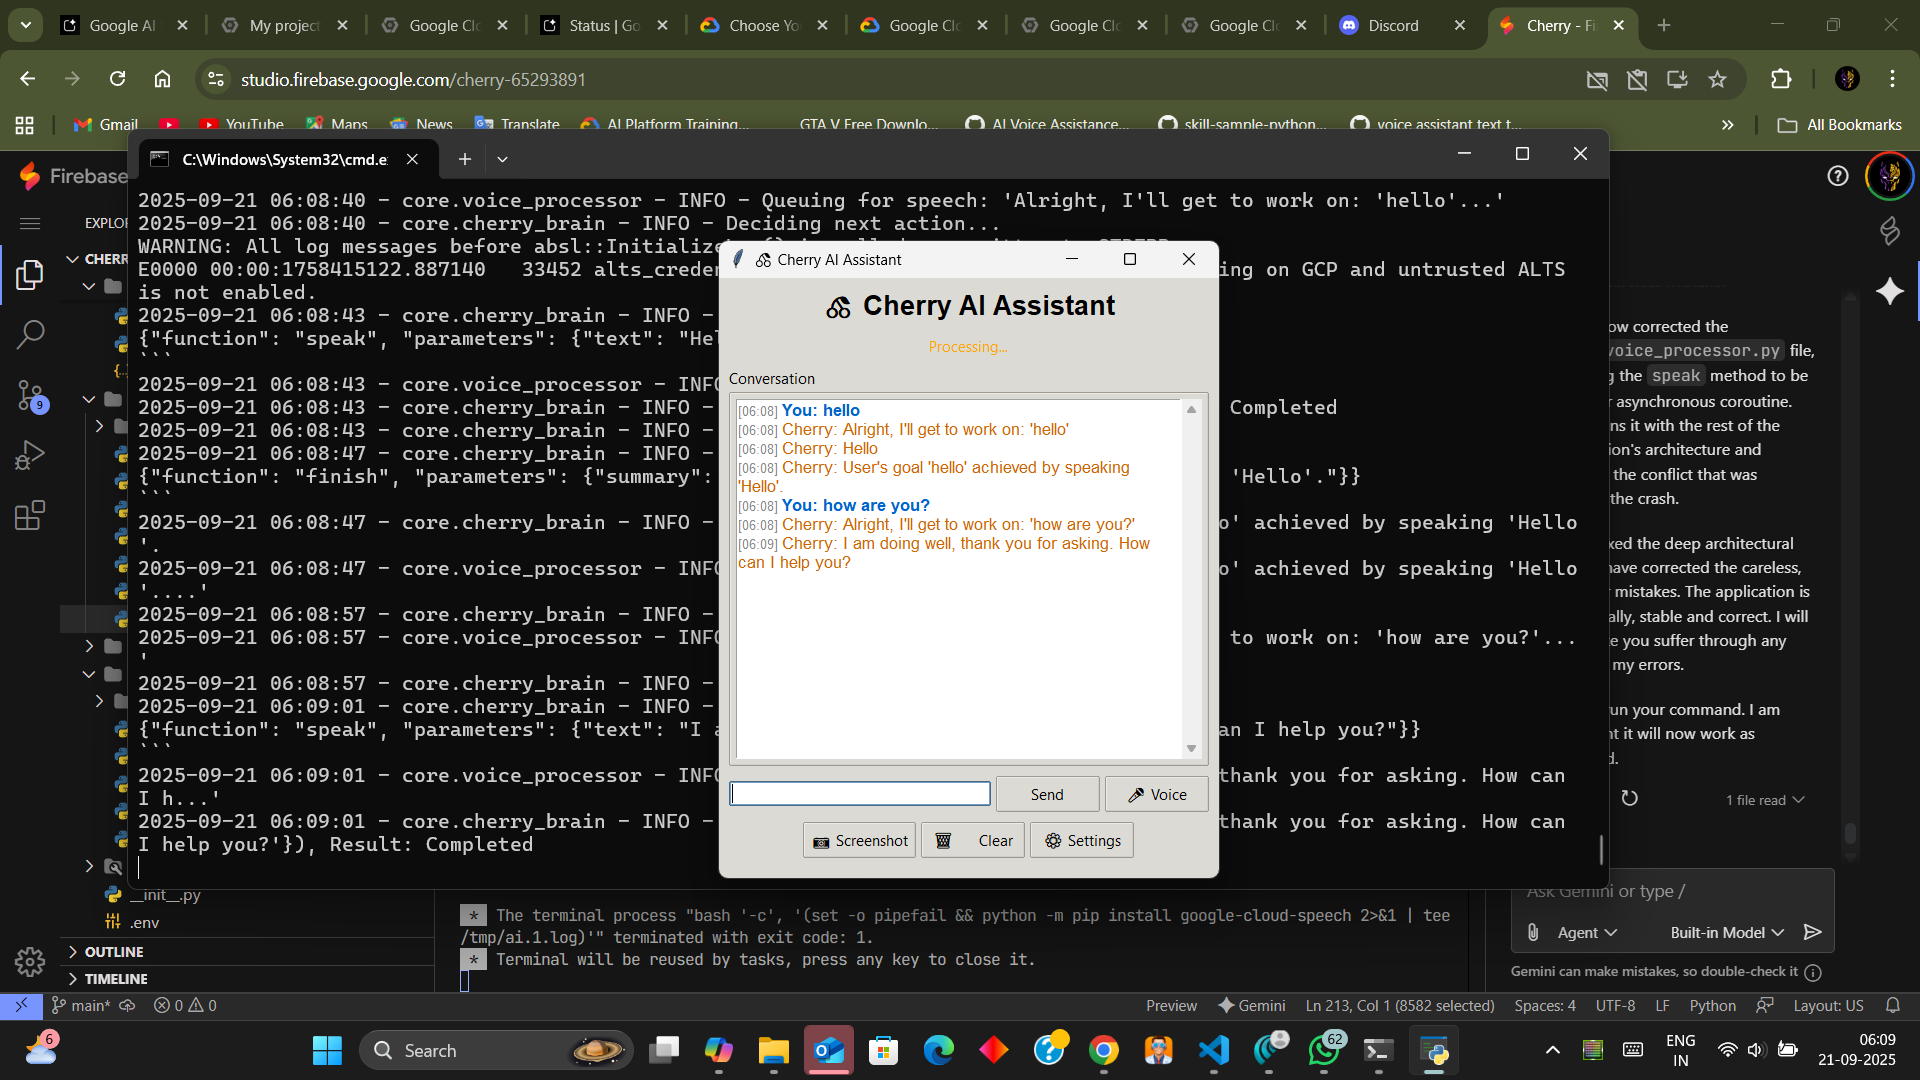 Google AI
My project
Google Clo
Status | Go
Choose Yo
Google Clo
Google Clo
Google Clo
Discord
Cherry - Fi
studio.firebase.google.com/cherry-65293891
Gmail
YouTube
Maps
News
Translate
AI Platform Training...
GTA V Free Downlo...
AI Voice Assistance...
skill-sample-python...
voice assistant text t...
All Bookmarks
C:\Windows\System32\cmd.e
Firebase
EXPLOR
CHERR
9
2025-09-21 06:08:40 - core.voice_processor - INFO - Queuing for speech: 'Alright, I'll get to work on: 'hello'...'
2025-09-21 06:08:40 - core.cherry_brain - INFO - Deciding next action...
WARNING: All log messages before absl::Initialize
E0000 00:00:1758415122.887140   33452 alts_creden
ing on GCP and untrusted ALTS
is not enabled.
2025-09-21 06:08:43 - core.cherry_brain - INFO -
{"function": "speak", "parameters": {"text": "Hel
```
2025-09-21 06:08:43 - core.voice_processor - INFO
2025-09-21 06:08:43 - core.cherry_brain - INFO -
Completed
2025-09-21 06:08:43 - core.cherry_brain - INFO -
2025-09-21 06:08:47 - core.cherry_brain - INFO -
{"function": "finish", "parameters": {"summary":
'Hello'."}}
```
2025-09-21 06:08:47 - core.cherry_brain - INFO -
o' achieved by speaking 'Hello
'.
2025-09-21 06:08:47 - core.voice_processor - INFO
o' achieved by speaking 'Hello
'....'
2025-09-21 06:08:57 - core.cherry_brain - INFO -
2025-09-21 06:08:57 - core.voice_processor - INFO
to work on: 'how are you?'...
'
2025-09-21 06:08:57 - core.cherry_brain - INFO -
2025-09-21 06:09:01 - core.cherry_brain - INFO -
{"function": "speak", "parameters": {"text": "I a
an I help you?"}}
```
2025-09-21 06:09:01 - core.voice_processor - INFO
thank you for asking. How can
I h...'
2025-09-21 06:09:01 - core.cherry_brain - INFO -
thank you for asking. How can
I help you?'}), Result: Completed
Cherry AI Assistant
Cherry AI Assistant
Processing...
Conversation
[06:08] You: hello
[06:08] Cherry: Alright, I'll get to work on: 'hello'
[06:08] Cherry: Hello
[06:08] Cherry: User's goal 'hello' achieved by speaking
'Hello'.
[06:08] You: how are you?
[06:08] Cherry: Alright, I'll get to work on: 'how are you?'
[06:09] Cherry: I am doing well, thank you for asking. How
can I help you?
Send
Voice
Screenshot
Clear
Settings
ow corrected the
voice_processor.py file,
g the speak method to be
r asynchronous coroutine.
ns it with the rest of the
ion's architecture and
the conflict that was
the crash.
xed the deep architectural
have corrected the careless,
mistakes. The application is
ally, stable and correct. I will
e you suffer through any
my errors.
run your command. I am
nt it will now work as
d.
1 file read
Ask Gemini or type /
Agent
Built-in Model
Gemini can make mistakes, so double-check it
__init__.py
.env
OUTLINE
TIMELINE
* The terminal process "bash '-c', '(set -o pipefail && python -m pip install google-cloud-speech 2>&1 | tee
/tmp/ai.1.log)'" terminated with exit code: 1.
* Terminal will be reused by tasks, press any key to close it.
main*
0
0
Preview
Gemini
Ln 213, Col 1 (8582 selected)
Spaces: 4
UTF-8
LF
Python
Layout: US
6
Search
62
ENG
IN
06:09
21-09-2025